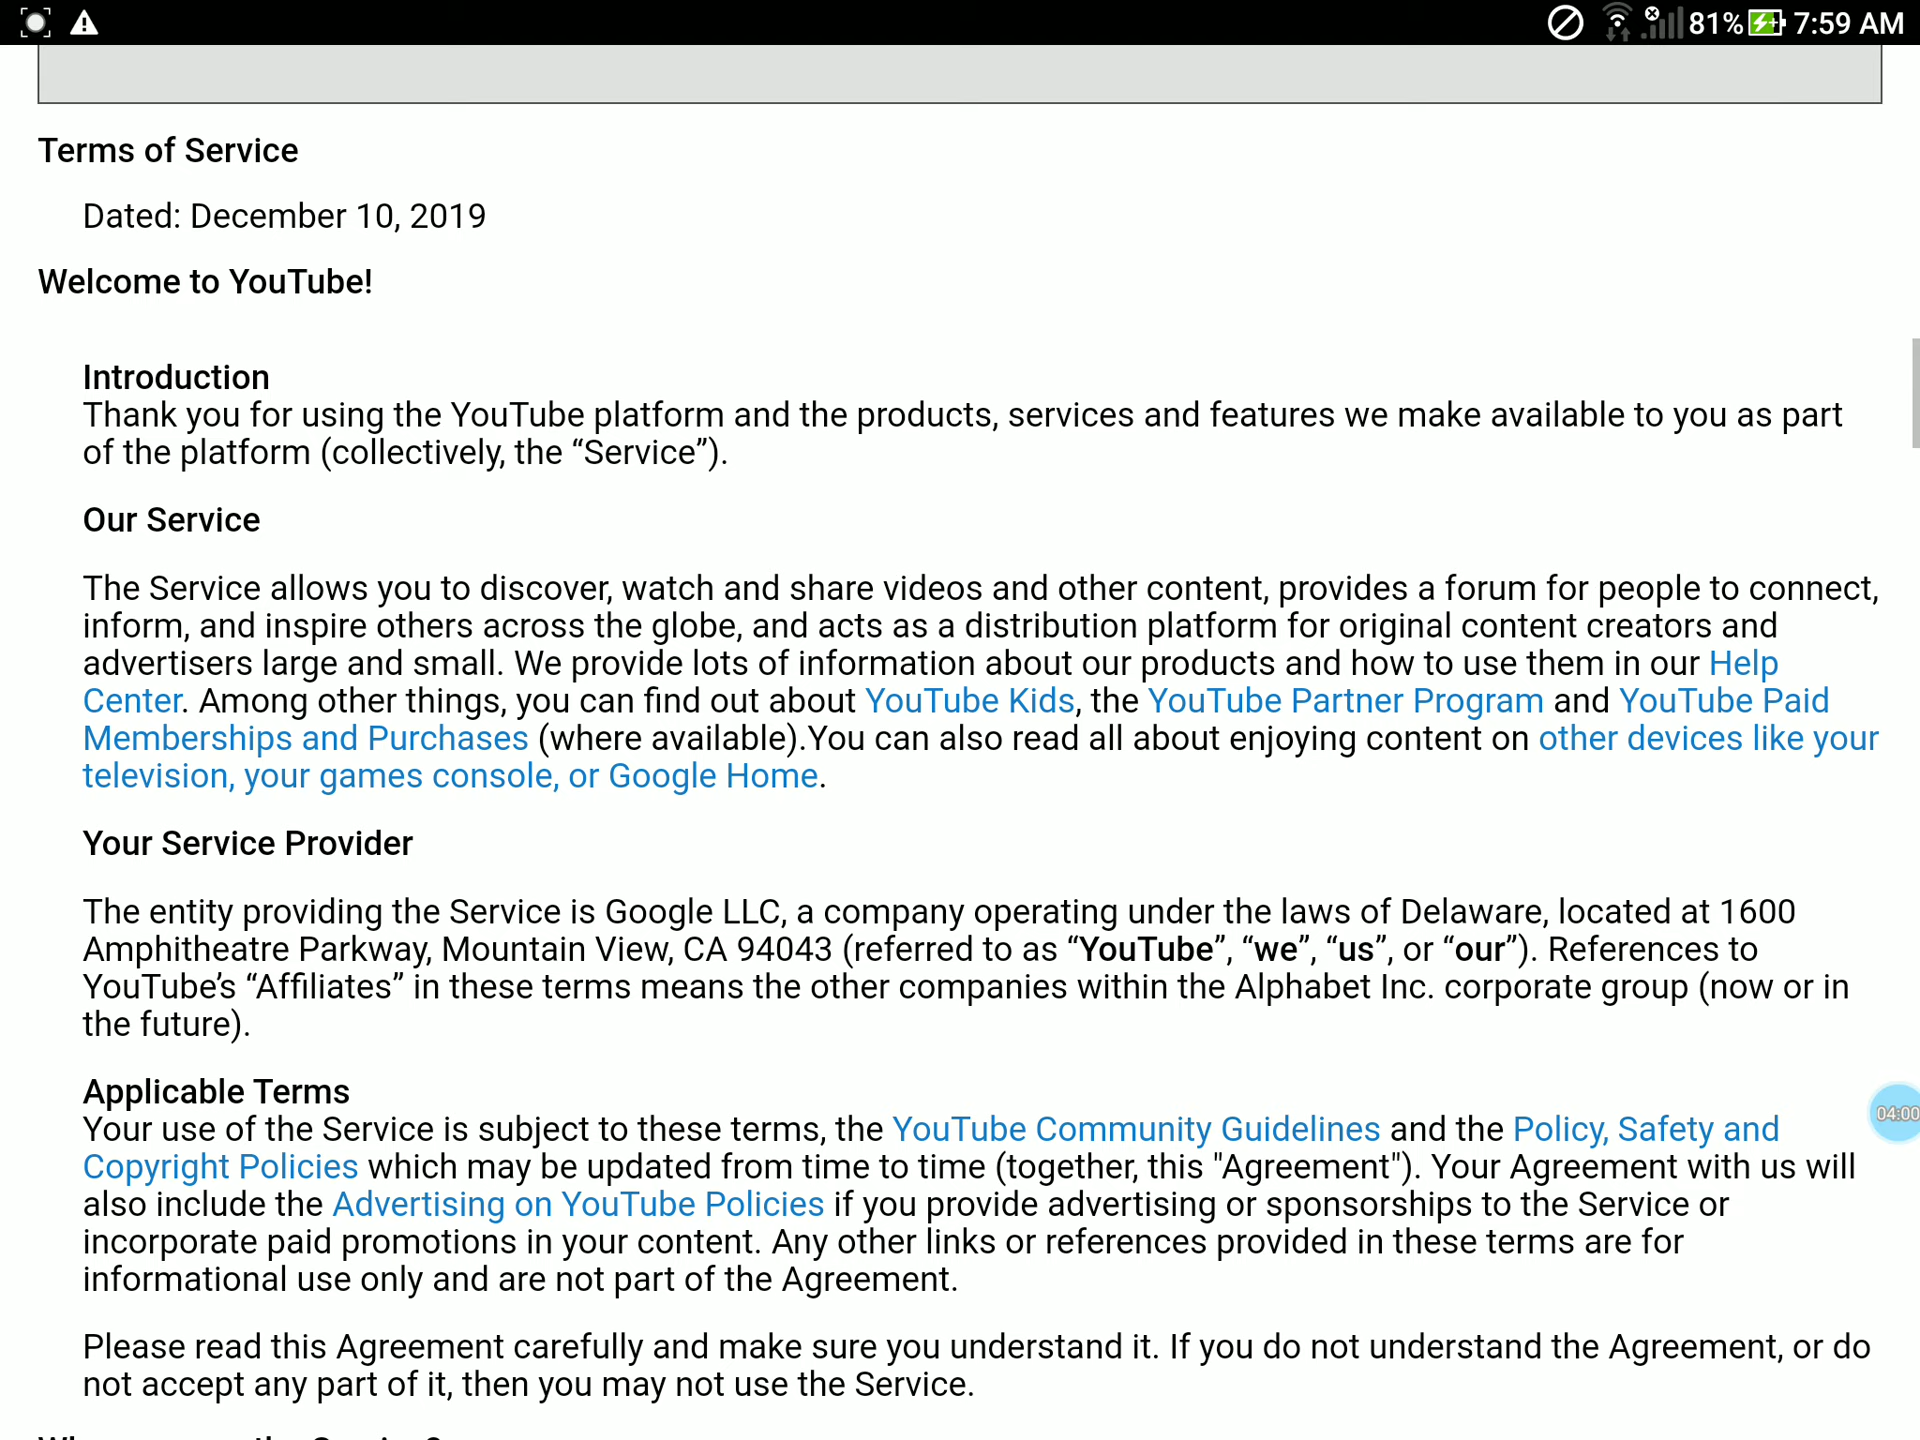 81% 7:59 AM
Terms of Service
Dated: December 10, 2019
Welcome to YouTube!
Introduction
Thank you for using the YouTube platform and the products, services and features we make available to you as part
of the platform (collectively, the “Service”).
Our Service
The Service allows you to discover, watch and share videos and other content, provides a forum for people to connect,
inform, and inspire others across the globe, and acts as a distribution platform for original content creators and
advertisers large and small. We provide lots of information about our products and how to use them in our Help
Center. Among other things, you can find out about YouTube Kids, the YouTube Partner Program and YouTube Paid
Memberships and Purchases (where available).You can also read all about enjoying content on other devices like your
television, your games console, or Google Home.
Your Service Provider
The entity providing the Service is Google LLC, a company operating under the laws of Delaware, located at 1600
Amphitheatre Parkway, Mountain View, CA 94043 (referred to as “YouTube”, “we”, “us”, or “our”). References to
YouTube’s “Affiliates” in these terms means the other companies within the Alphabet Inc. corporate group (now or in
the future).
Applicable Terms
Your use of the Service is subject to these terms, the YouTube Community Guidelines and the Policy, Safety and
Copyright Policies which may be updated from time to time (together, this "Agreement"). Your Agreement with us will
also include the Advertising on YouTube Policies if you provide advertising or sponsorships to the Service or
incorporate paid promotions in your content. Any other links or references provided in these terms are for
informational use only and are not part of the Agreement.
04:00
Please read this Agreement carefully and make sure you understand it. If you do not understand the Agreement, or do
not accept any part of it, then you may not use the Service.